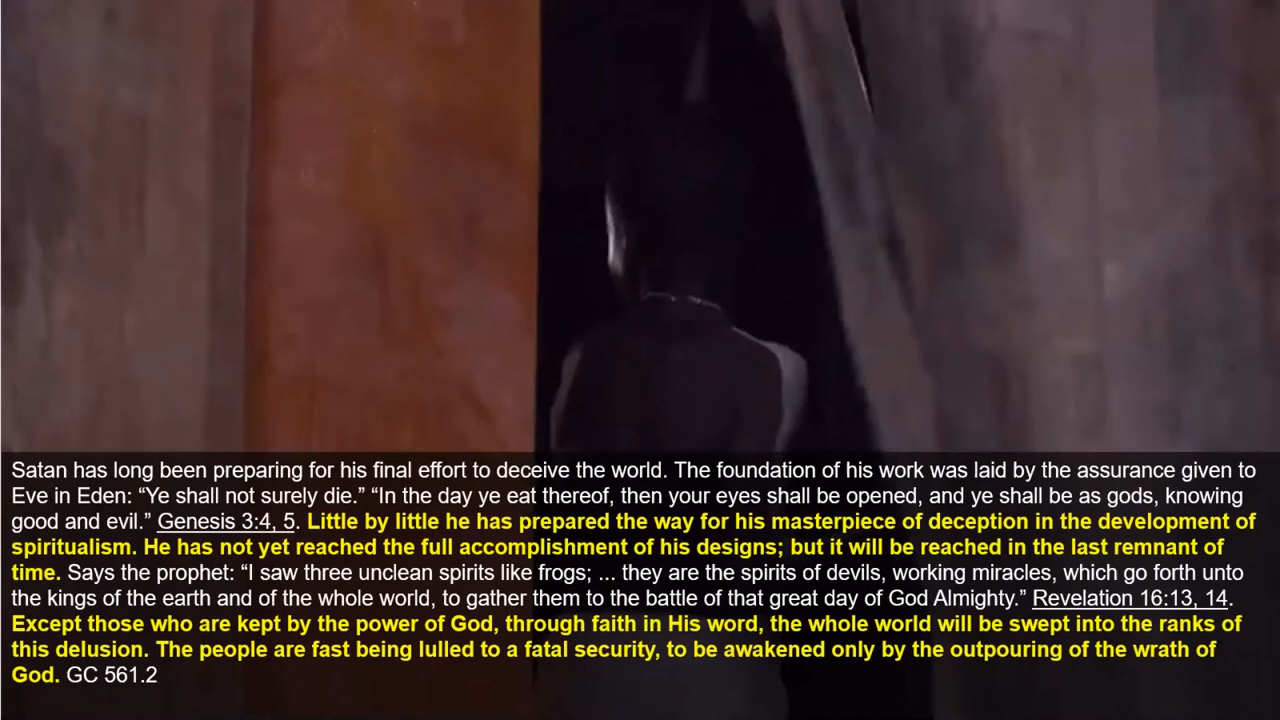 Satan has long been preparing for his final effort to deceive the world. The foundation of his work was laid by the assurance given to
Eve in Eden: “Ye shall not surely die.” “In the day ye eat thereof, then your eyes shall be opened, and ye shall be as gods, knowing
good and evil.” Genesis 3:4, 5. Little by little he has prepared the way for his masterpiece of deception in the development of
spiritualism. He has not yet reached the full accomplishment of his designs; but it will be reached in the last remnant of
time. Says the prophet: “I saw three unclean spirits like frogs; ... they are the spirits of devils, working miracles, which go forth unto
the kings of the earth and of the whole world, to gather them to the battle of that great day of God Almighty.” Revelation 16:13, 14.
Except those who are kept by the power of God, through faith in His word, the whole world will be swept into the ranks of
this delusion. The people are fast being lulled to a fatal security, to be awakened only by the outpouring of the wrath of
God. GC 561.2